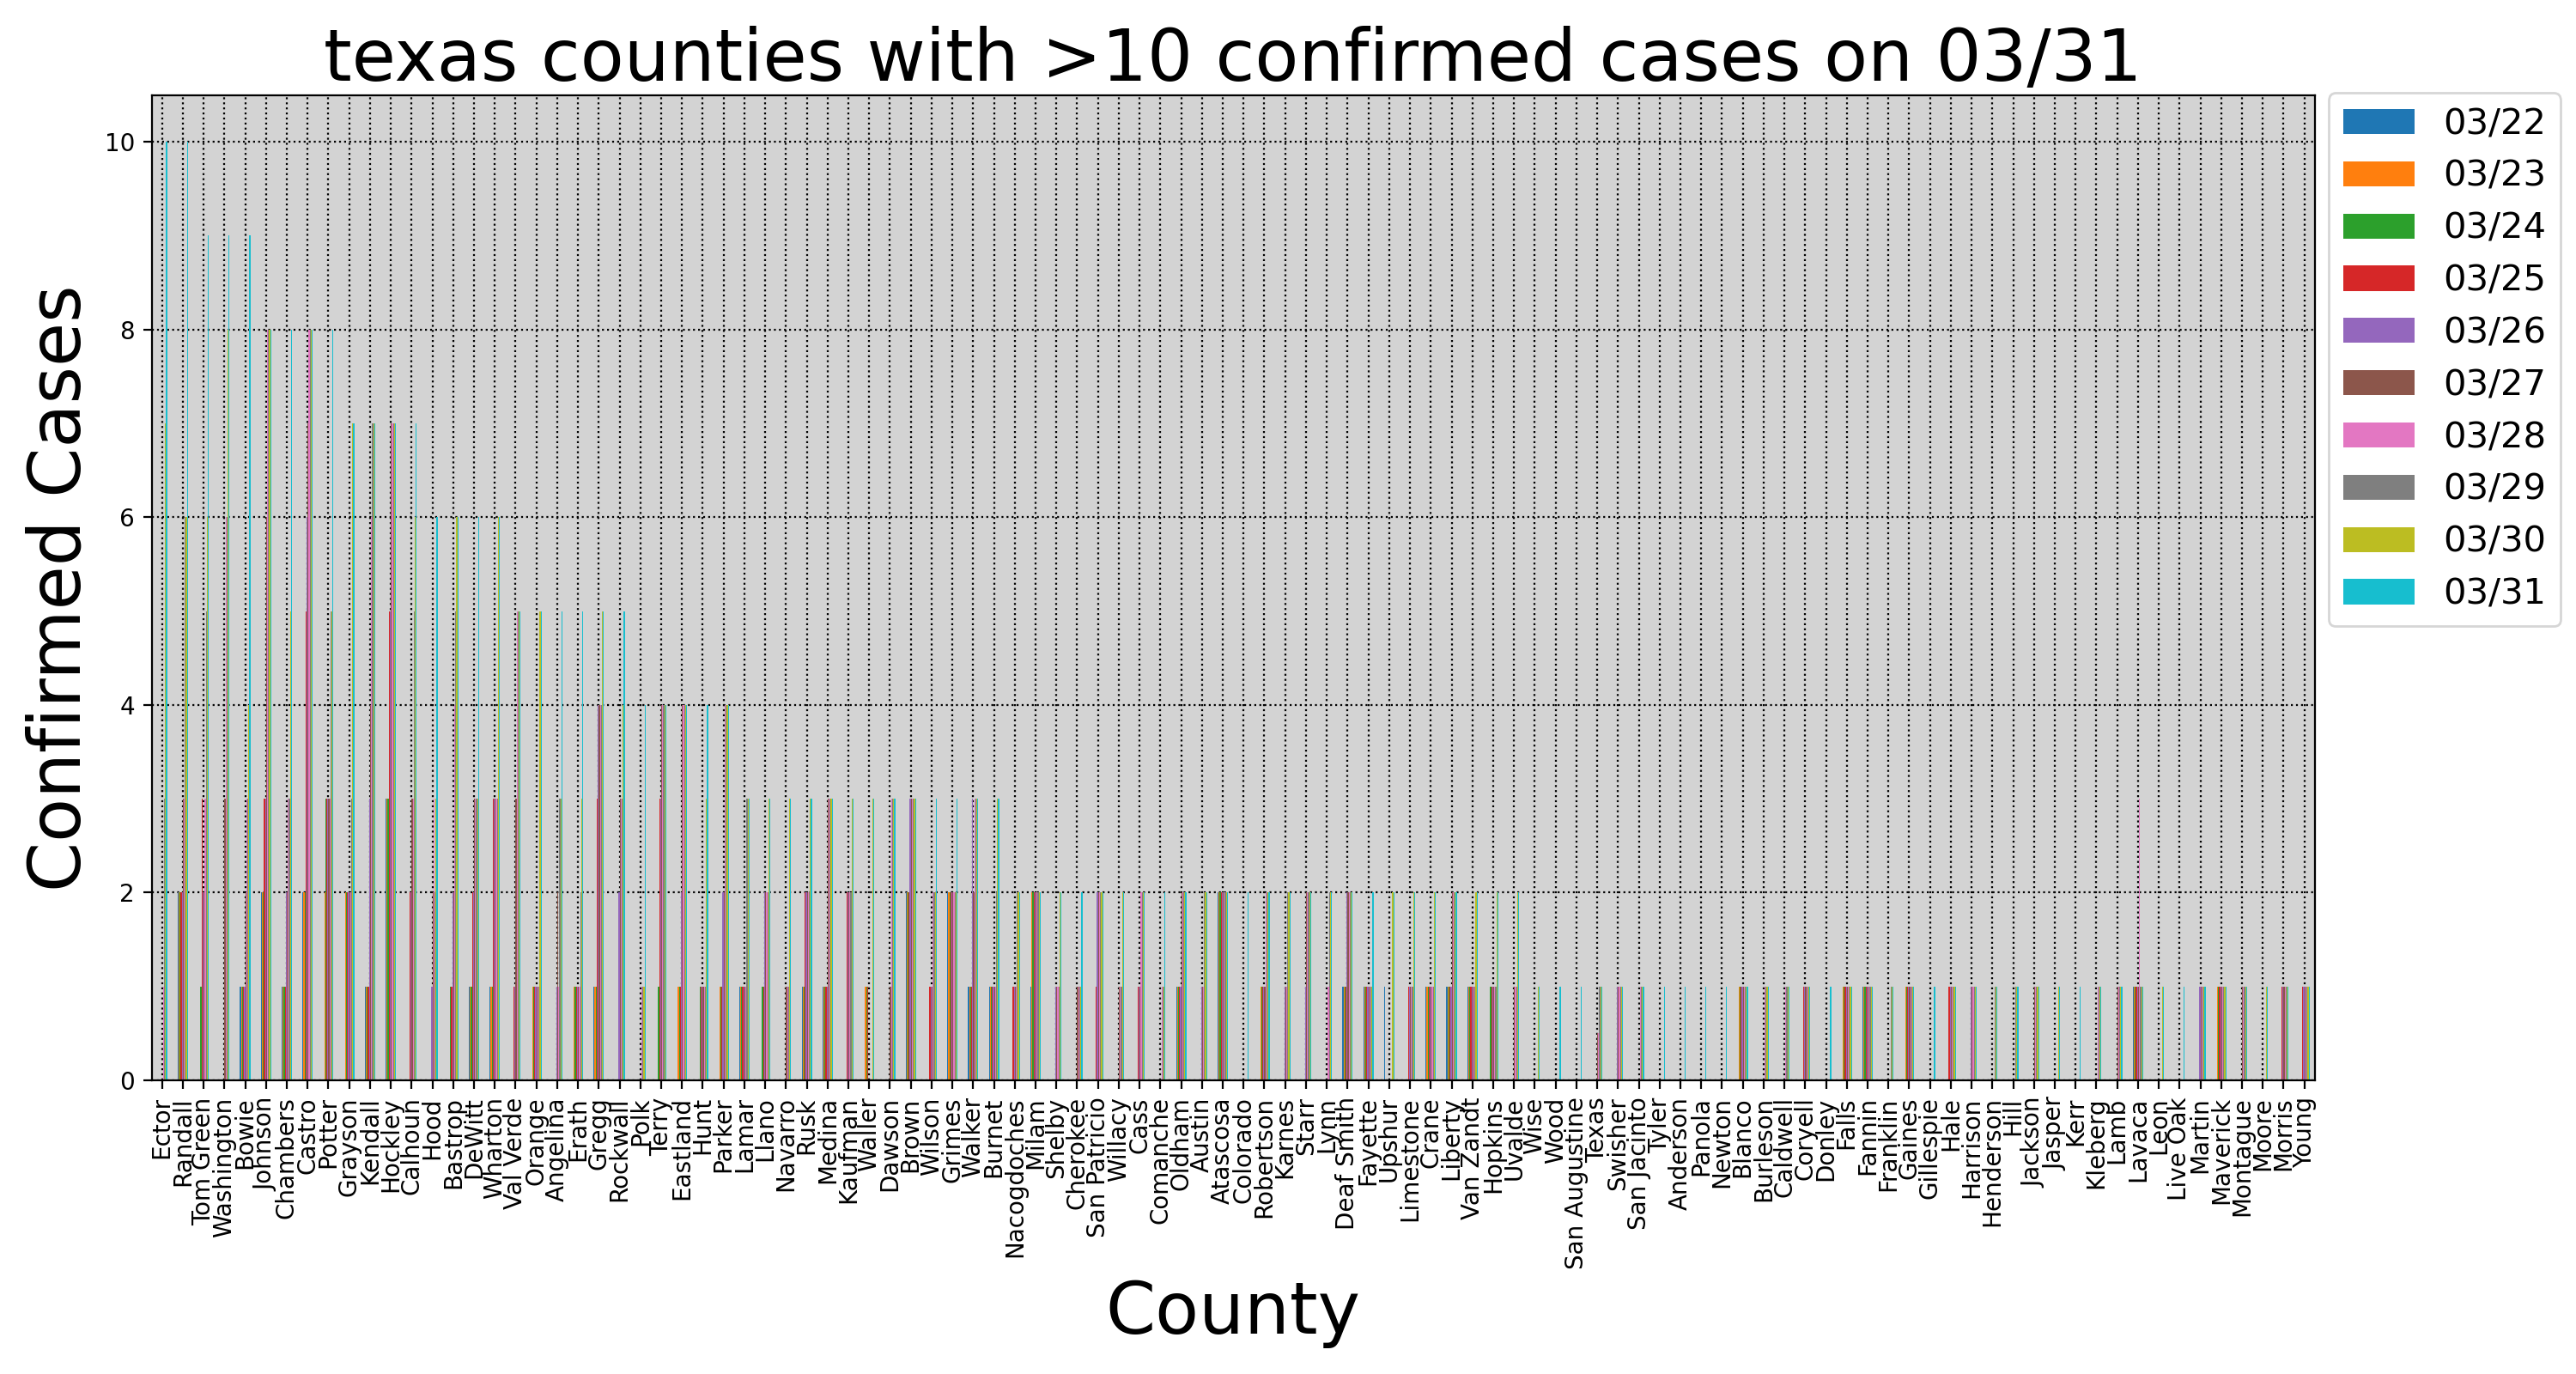 texas counties with >10 confirmed cases on 03/31
Confirmed Cases
10
8
6
4
2
0
03/22
03/23
03/24
03/25
03/26
03/27
03/28
03/29
03/30
03/31
Ector
Randall
Tom Green
Washington
Bowie
Johnson
Chambers
Castro
Potter
Grayson
Kendall
Hockley
Calhoun
Hood
Bastrop
DeWitt
Wharton
Val Verde
Orange
Angelina
Erath
Gregg
Rockwall
Polk
Terry
Eastland
Hunt
Parker
Lamar
Llano
Navarro
Rusk
Medina
Kaufman
Waller
Dawson
Brown
Wilson
Grimes
Walker
Burnet
Nacogdoches
Milam
Shelby
Cherokee
San Patricio
Willacy
Cass
Comanche
Oldham
Austin
Atascosa
Colorado
Robertson
Karnes
Starr
Lynn
Deaf Smith
Fayette
Upshur
Limestone
Crane
Liberty
Van Zandt
Hopkins
Uvalde
Wise
Wood
San Augustine
Texas
Swisher
San Jacinto
Tyler
Anderson
Panola
Newton
Blanco
Burleson
Caldwell
Coryell
Donley
Falls
Fannin
Franklin
Gaines
Gillespie
Hale
Harrison
Henderson
Hill
Jackson
Jasper
Kerr
Kleberg
Lamb
Lavaca
Leon
Live Oak
Martin
Maverick
Montague
Moore
Morris
Young
County